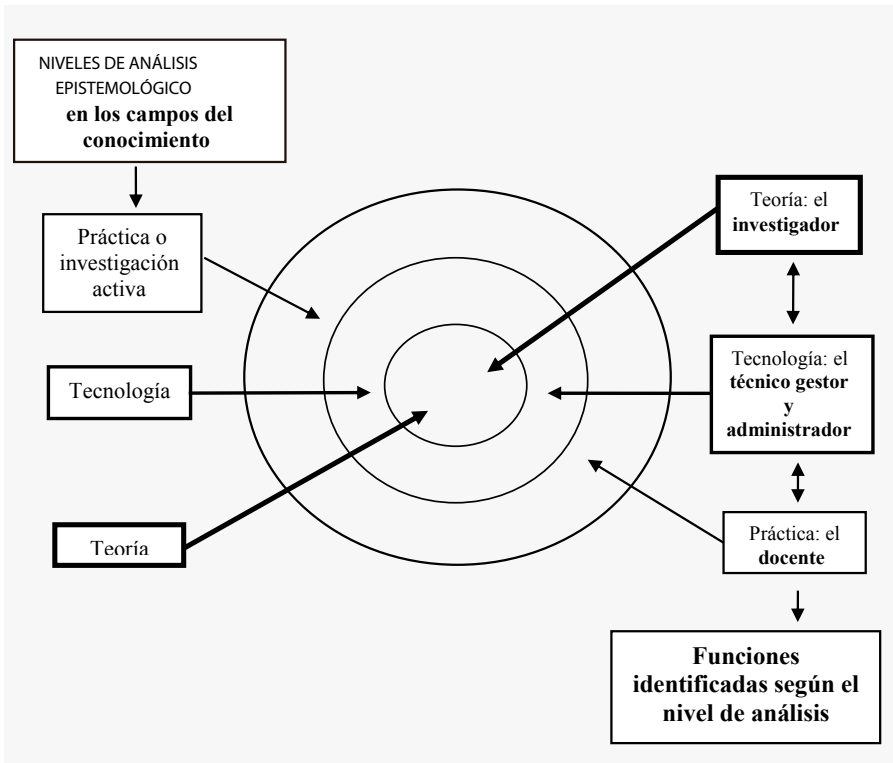 NIVELES DE ANÁLISIS
EPISTEMOLÓGICO
en los campos del
conocimiento
Práctica o
investigación
activa
Tecnología
Teoría
Teoría: el
investigador
Tecnología: el
técnico gestor
y
administrador
Práctica: el
docente
Funciones
identificadas según el
nivel de análisis